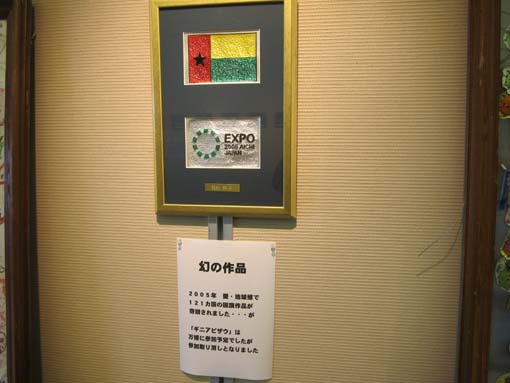 EXPO
2005 AICHI
JAPAN
幻の作品
2005年 愛・地球博で
121カ国の国旗作品が
寄贈されました・・・が
「ギニアビザウ」は
万博に参加予定でしたが
参加取り消しとなりました